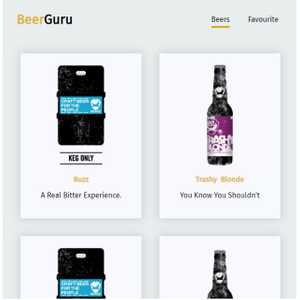 BeerGuru
Beers Favourite
CRAFT BEER
FOR THE
PEOPLE
KEG ONLY
TRASHY
Buzz
Trashy Blonde
A Real Bitter Experience.
You Know You Shouldn't
CRAFT BEER
FOR THE
PEOPLE